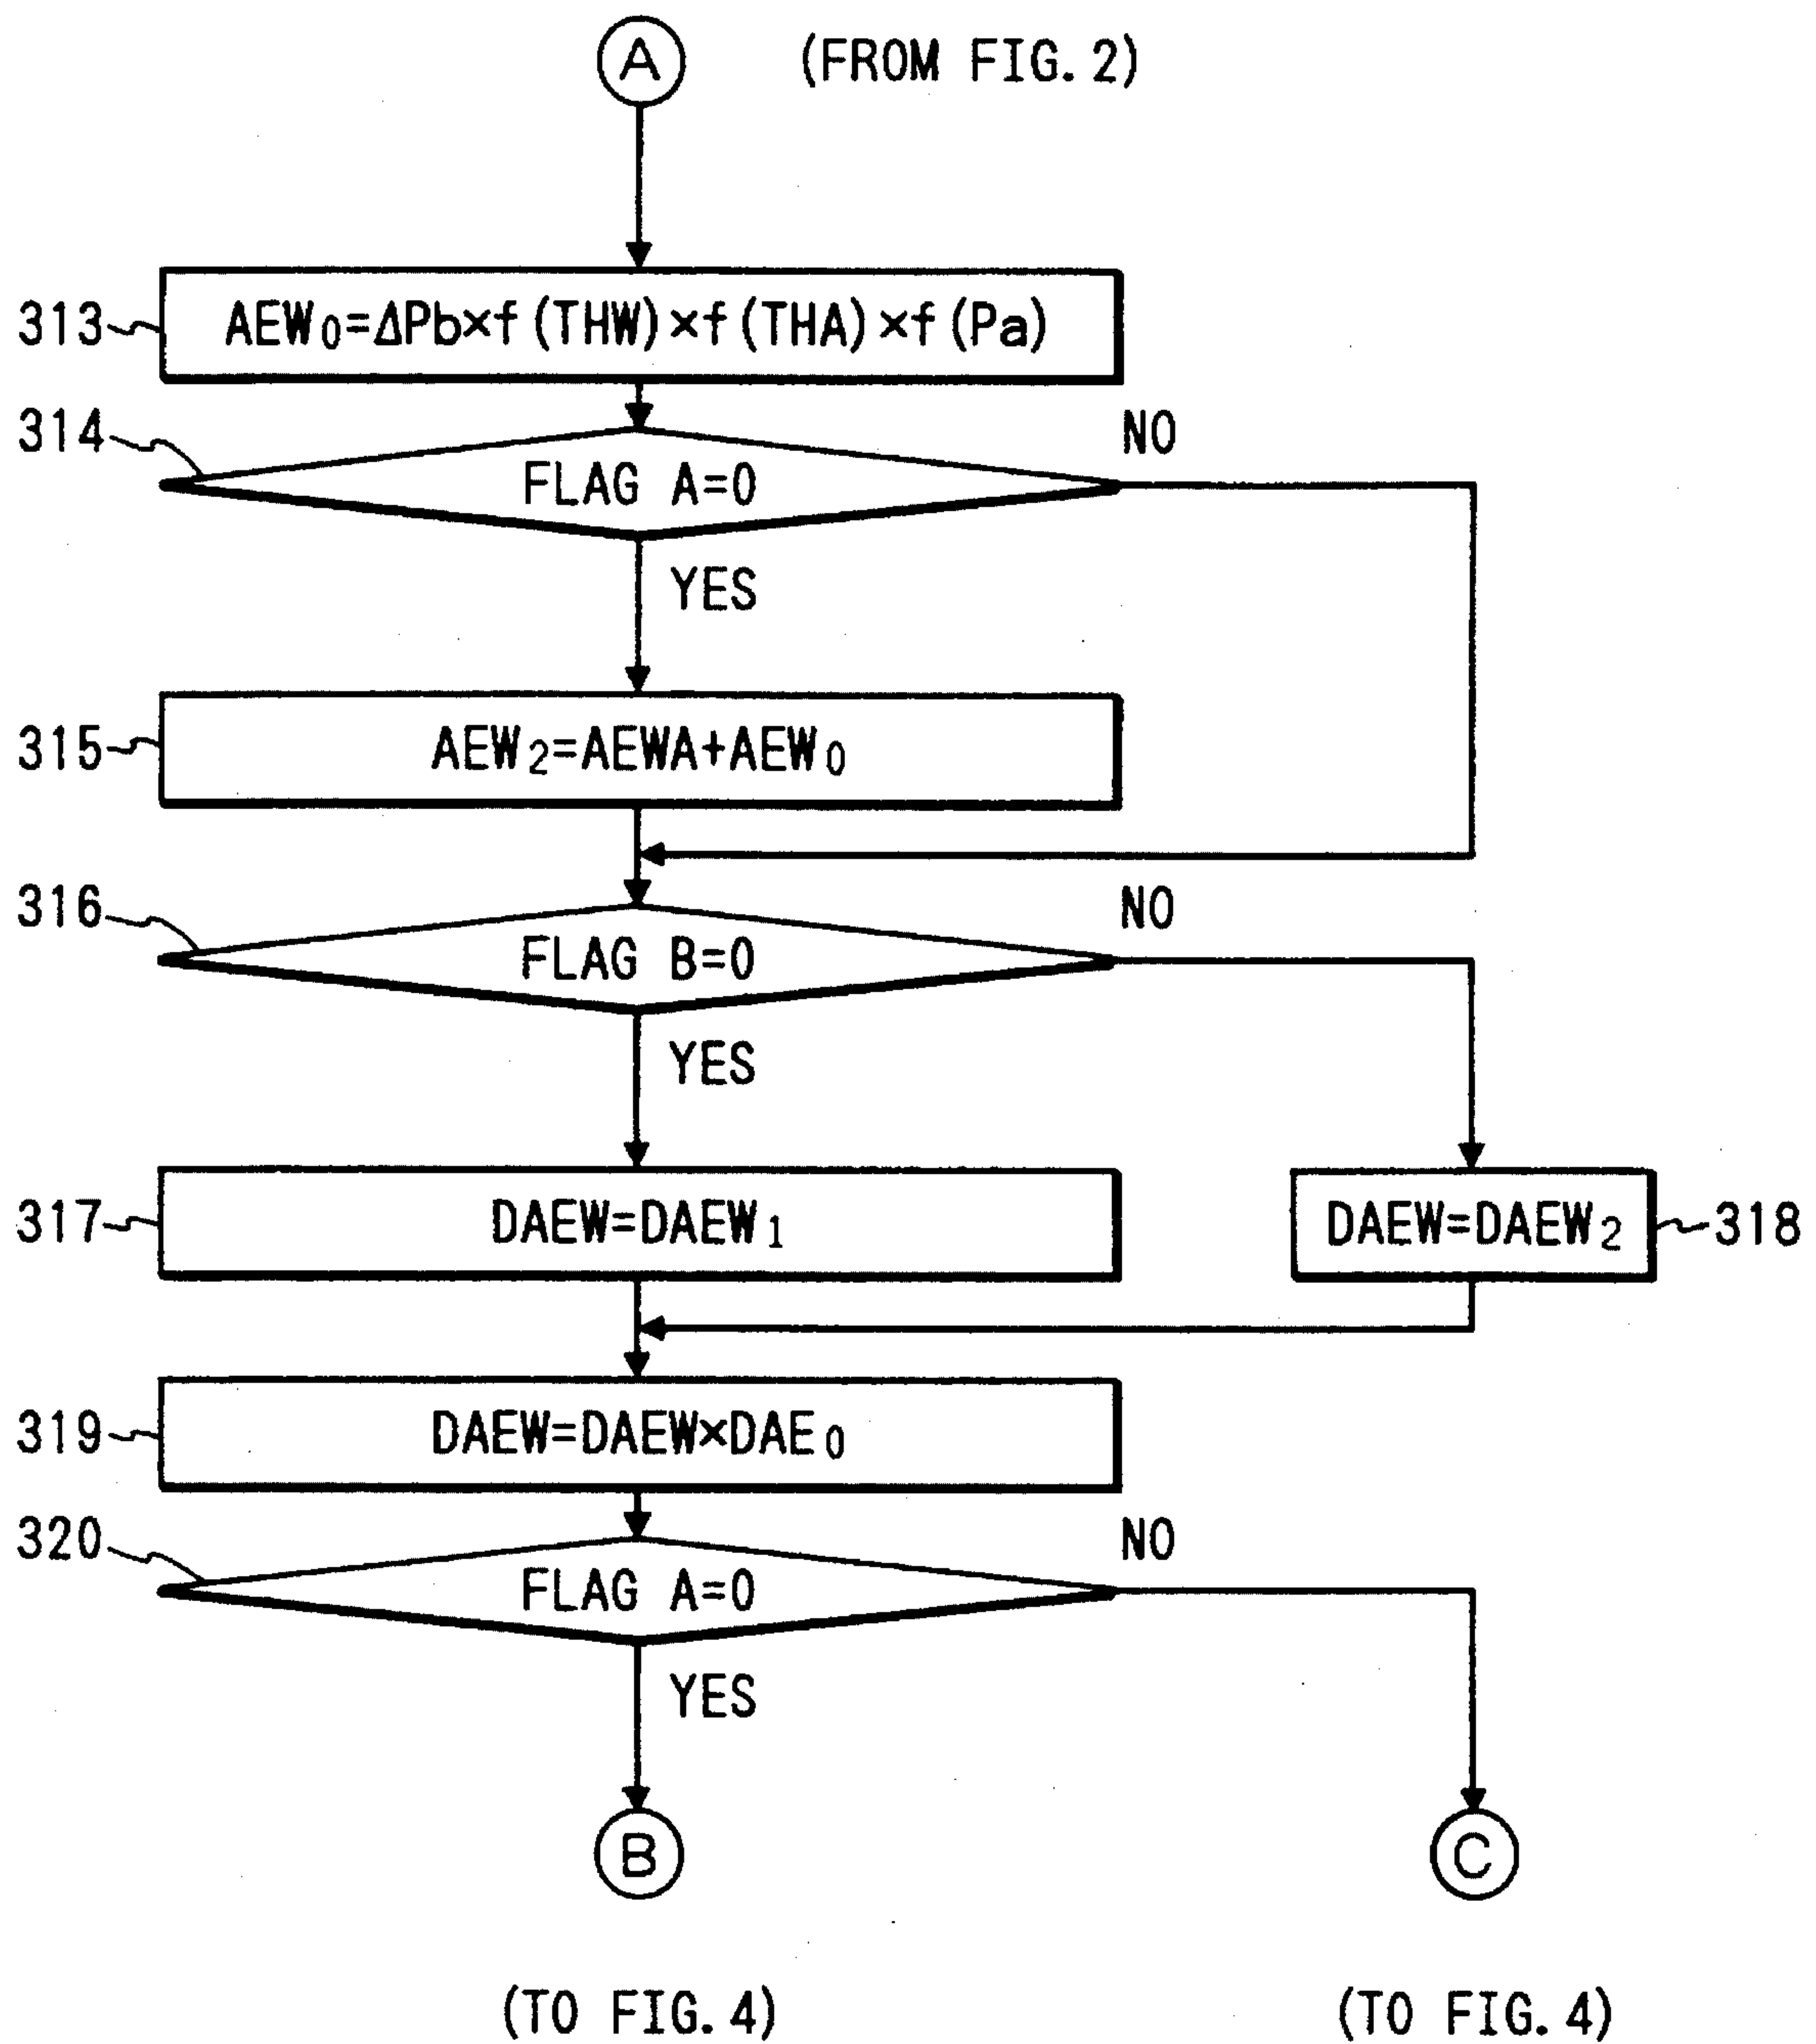 A (FROM FIG. 2)
313 AEW₀=ΔPb×f(THW)×f(THA)×f(Pa)
314 FLAG A=0 NO
YES
315 AEW₂=AEWA+AEW₀
316 FLAG B=0 NO
YES
317 DAEW=DAEW₁
DAEW=DAEW₂ 318
319 DAEW=DAEW×DAE₀
320 FLAG A=0 NO
YES
B C
(TO FIG. 4) (TO FIG. 4)